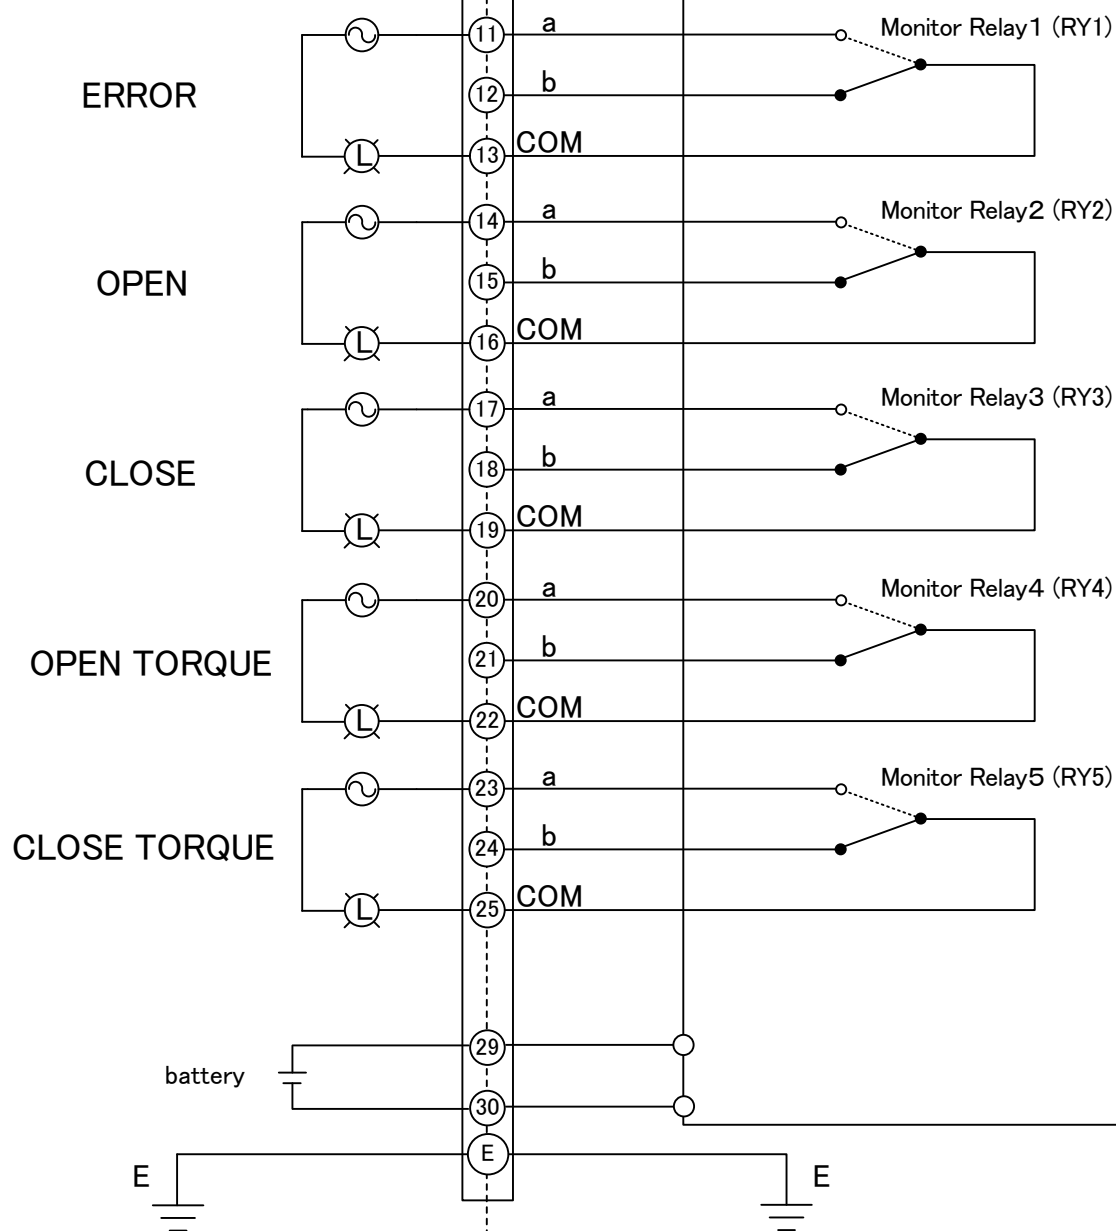 11 a Monitor Relay1 (RY1)
ERROR 12 b
L 13 COM
14 a Monitor Relay2 (RY2)
OPEN 15 b
L 16 COM
17 a Monitor Relay3 (RY3)
CLOSE 18 b
L 19 COM
20 a Monitor Relay4 (RY4)
OPEN TORQUE 21 b
L 22 COM
23 a Monitor Relay5 (RY5)
CLOSE TORQUE 24 b
L 25 COM
29
battery
30
E
E E